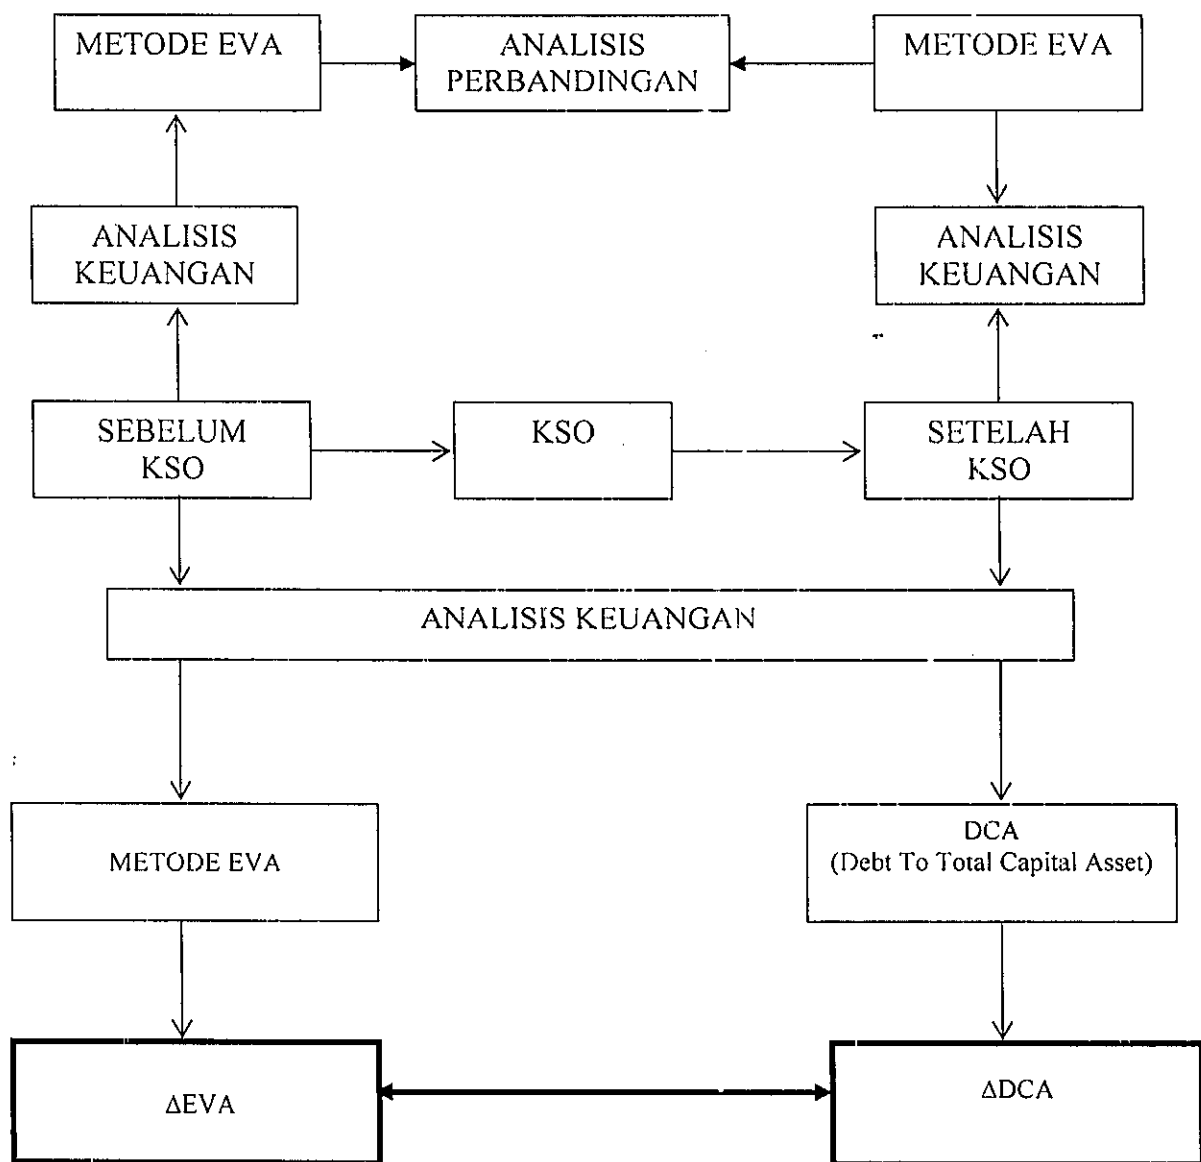 METODE EVA
ANALISIS
PERBANDINGAN
METODE EVA
ANALISIS
KEUANGAN
ANALISIS
KEUANGAN
SEBELUM
KSO
KSO
SETELAH
KSO
ANALISIS KEUANGAN
METODE EVA
DCA
(Debt To Total Capital Asset)
ΔEVA
ΔDCA